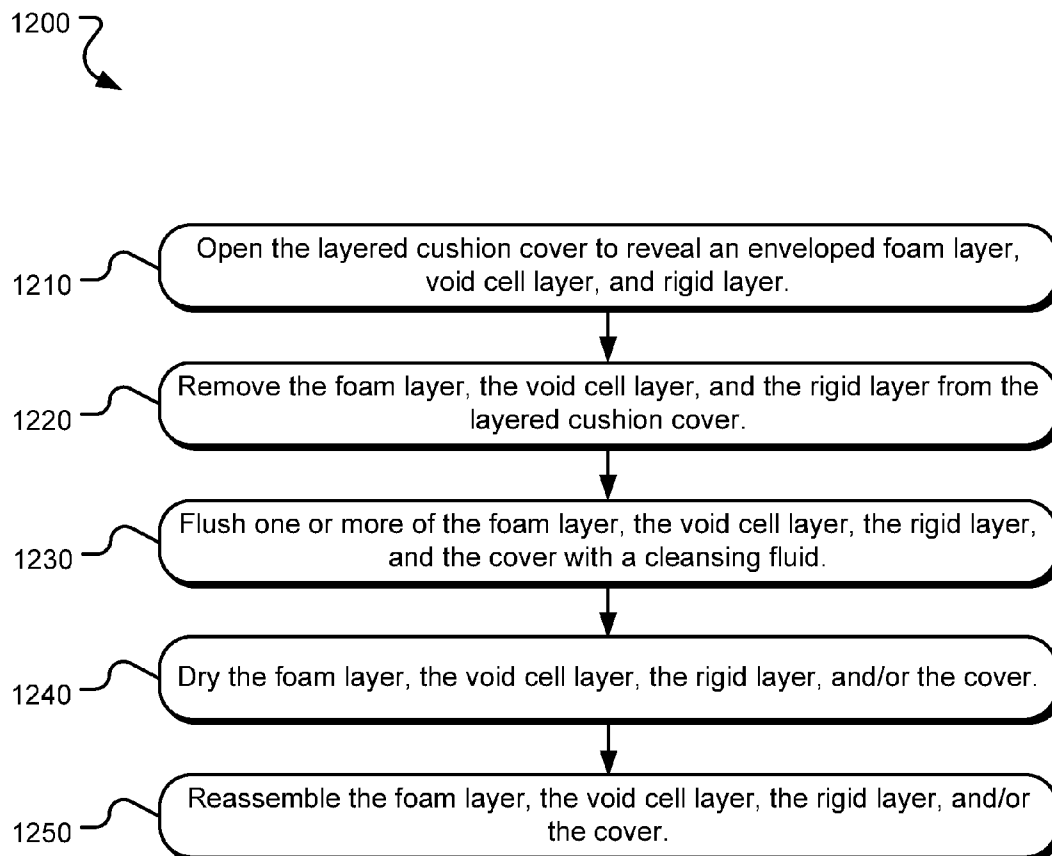 1200
Open the layered cushion cover to reveal an enveloped foam layer,
void cell layer, and rigid layer.
1210
Remove the foam layer, the void cell layer, and the rigid layer from the
layered cushion cover.
1220
Flush one or more of the foam layer, the void cell layer, the rigid layer,
and the cover with a cleansing fluid.
1230
Dry the foam layer, the void cell layer, the rigid layer, and/or the cover.
1240
Reassemble the foam layer, the void cell layer, the rigid layer, and/or
the cover.
1250